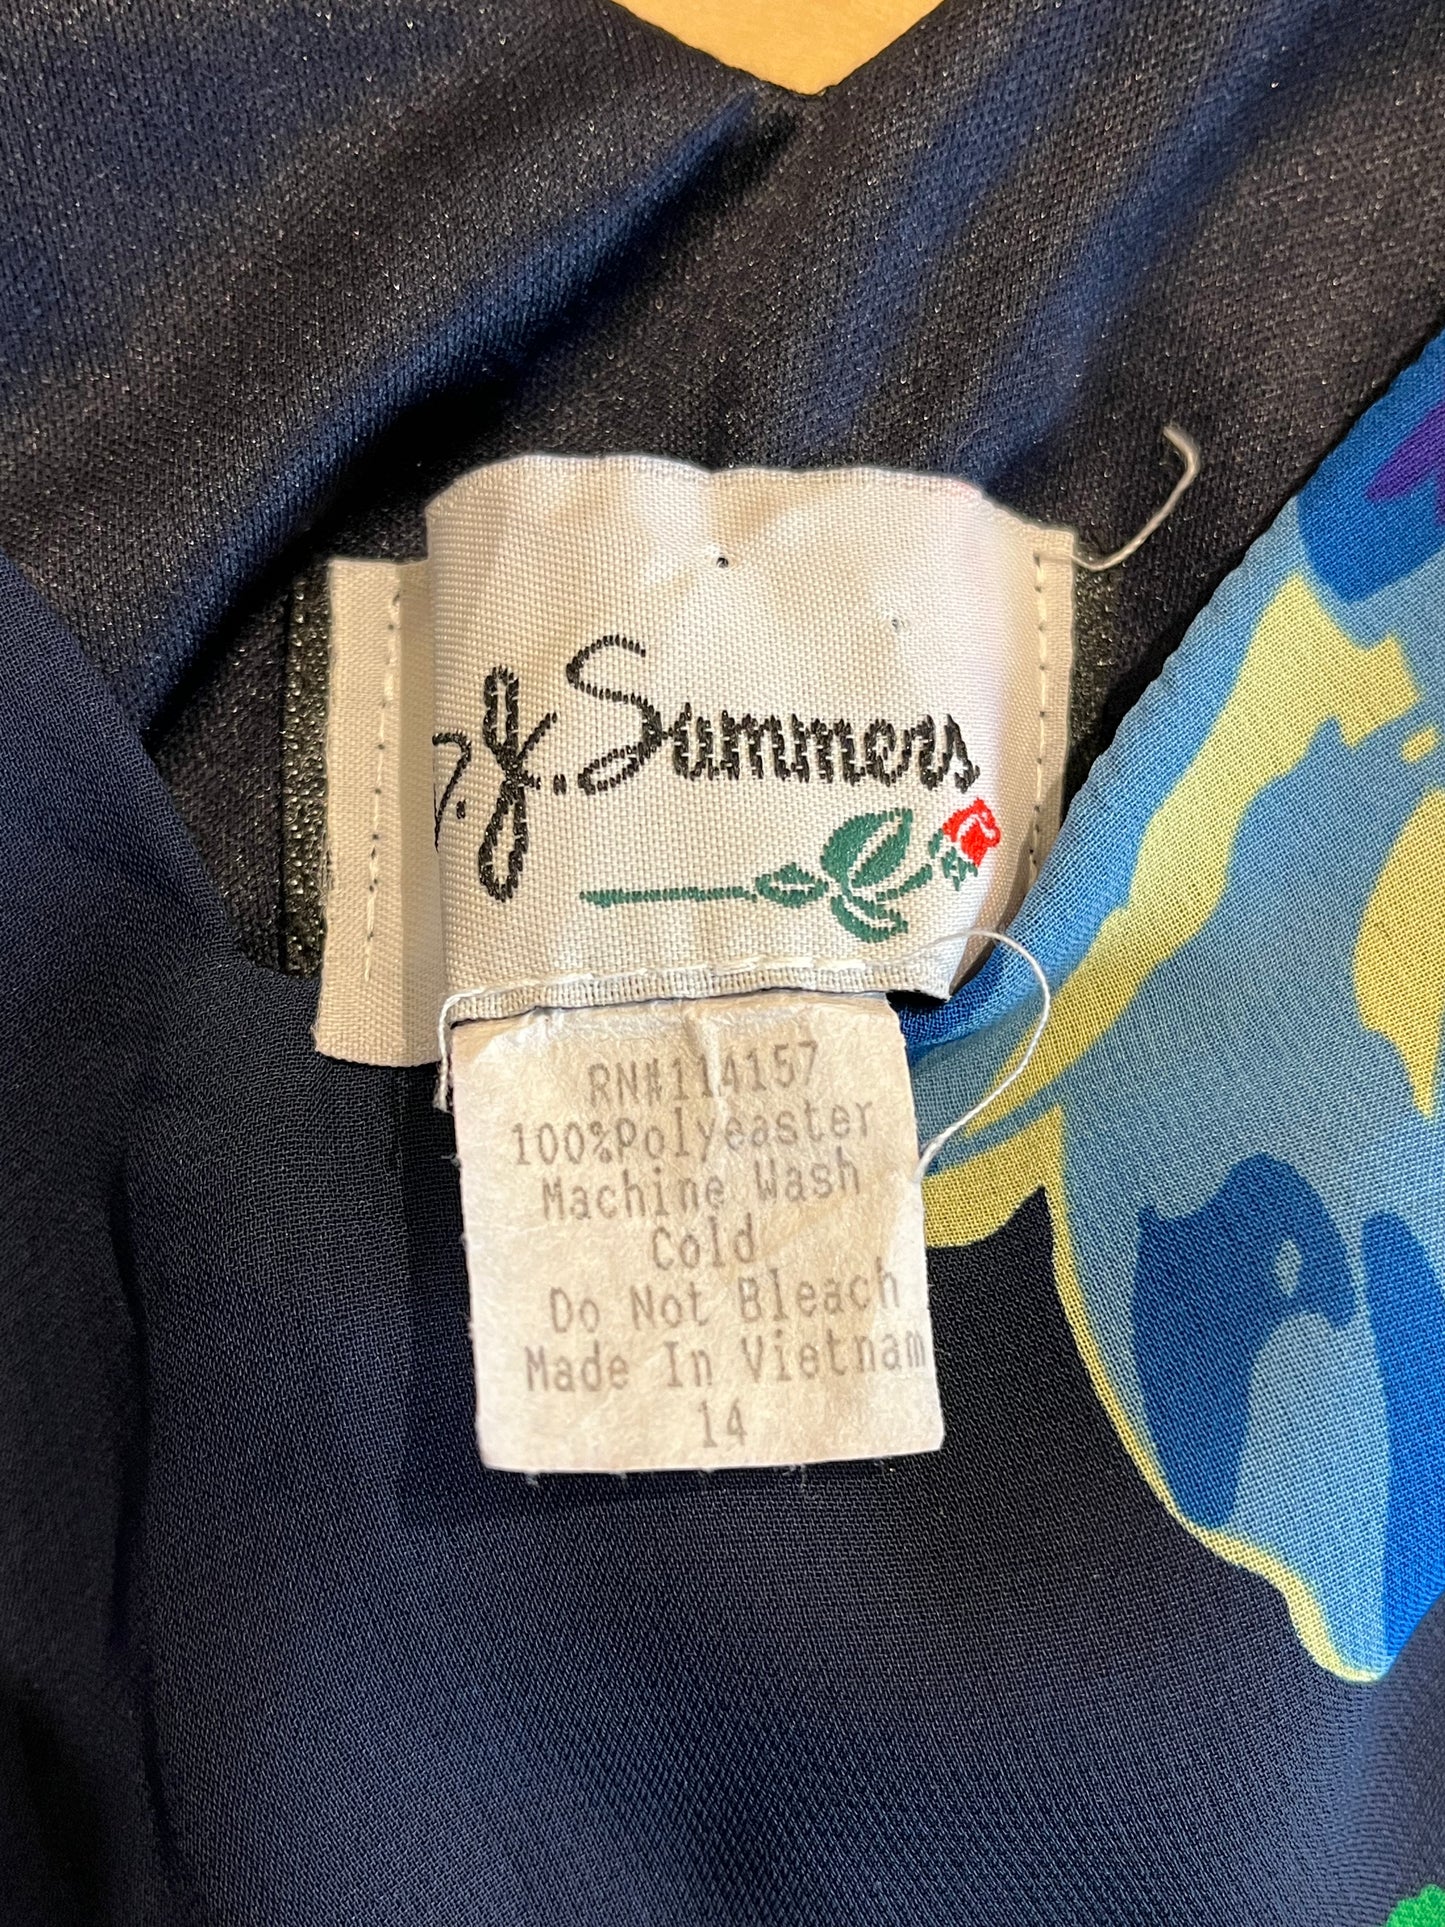 J. Summers
RN#114157
100%Polyeaster
Machine Wash
Cold
Do Not Bleach
Made In Vietnam
14